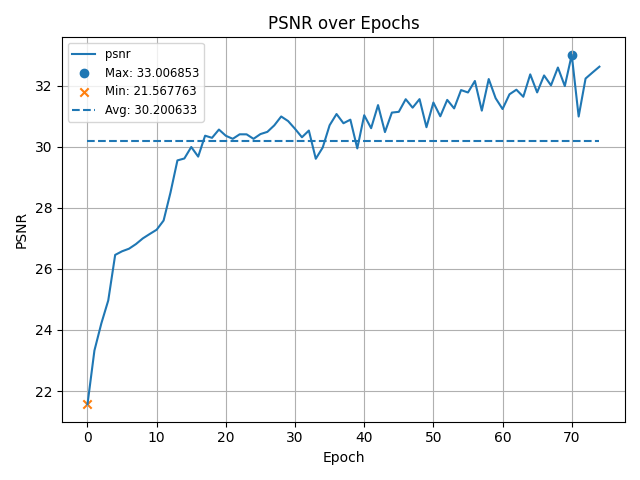 PSNR over Epochs
psnr
Max: 33.006853
Min: 21.567763
Avg: 30.200633
PSNR
32
30
28
26
24
22
0 10 20 30 40 50 60 70
Epoch